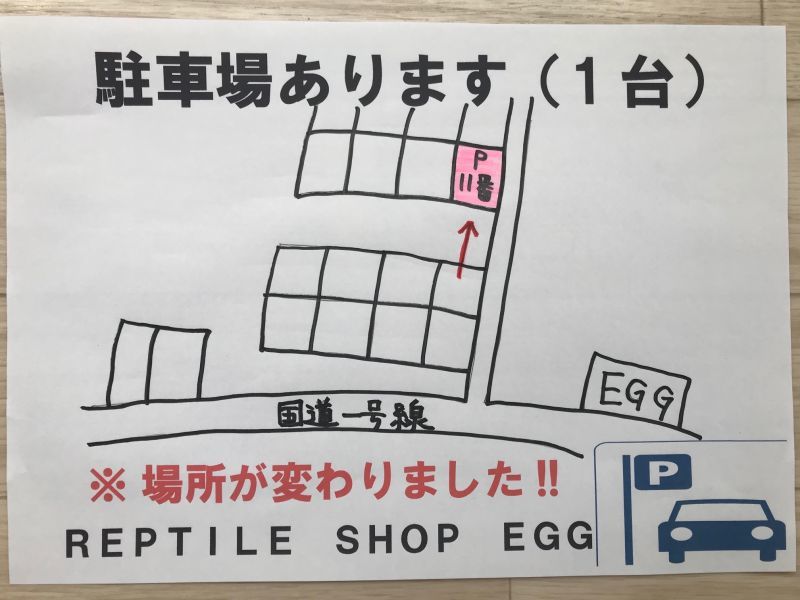 駐車場あります（1台）
P
11番
EGG
国道一号線
※場所が変わりました!!
P
REPTILE SHOP EGG